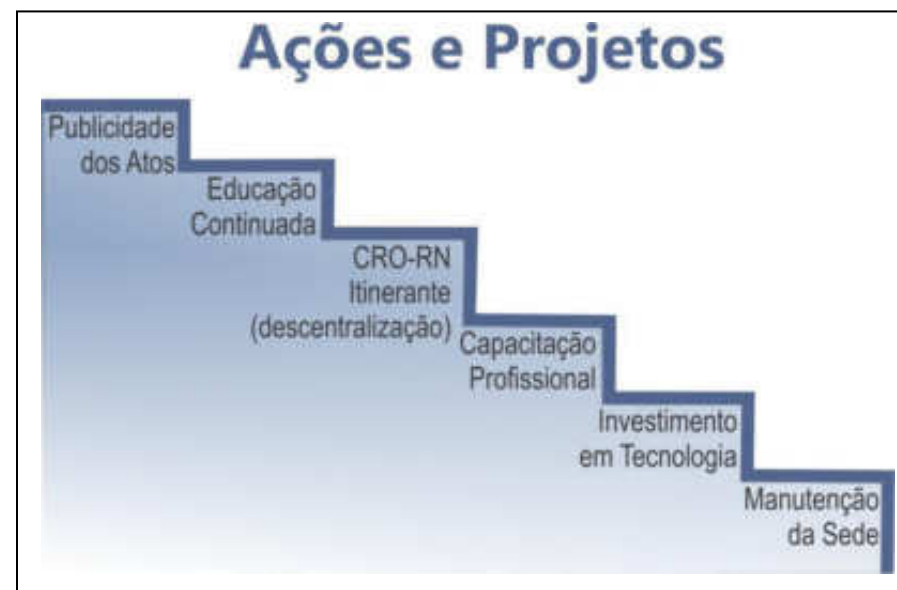 Ações e Projetos
Publicidade
dos Atos
Educação
Continuada
CRO-RN
Itinerante
(descentralização)
Capacitação
Profissional
Investimento
em Tecnologia
Manutenção
da Sede